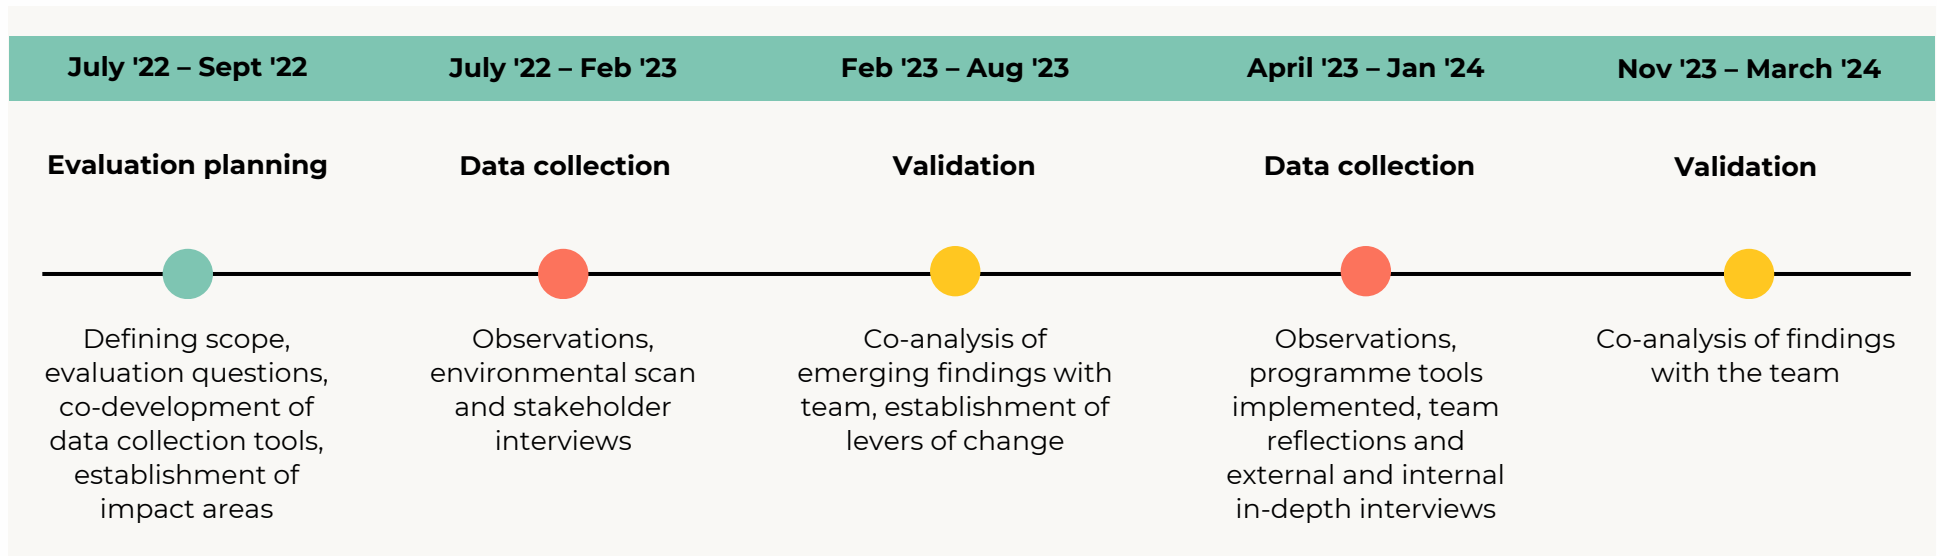 July '22 – Sept '22
July '22 – Feb '23
Feb '23 – Aug '23
April '23 – Jan '24
Nov '23 – March '24
Evaluation planning
Data collection
Validation
Data collection
Validation
Defining scope,
evaluation questions,
co-development of
data collection tools,
establishment of
impact areas
Observations,
environmental scan
and stakeholder
interviews
Co-analysis of
emerging findings with
team, establishment of
levers of change
Observations,
programme tools
implemented, team
reflections and
external and internal
in-depth interviews
Co-analysis of findings
with the team